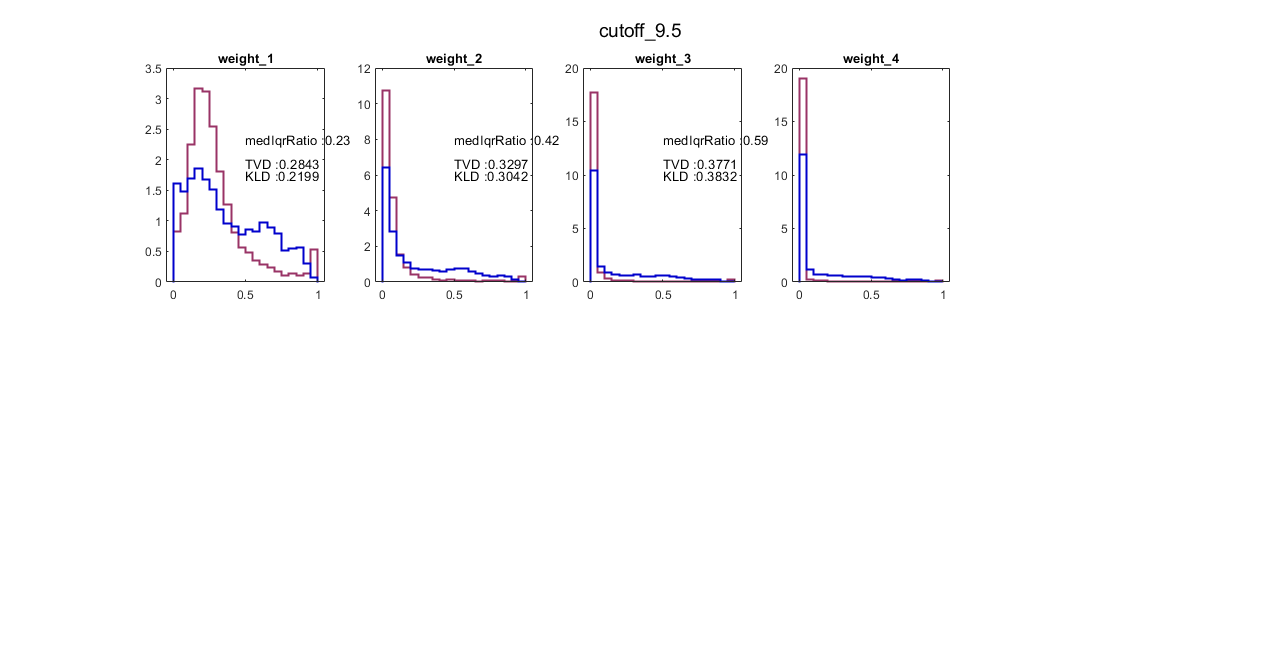 cutoff_9.5
weight_1
3.5
3
2.5
2
1.5
1
0.5
0
0
0.5
1
medIqrRatio :0.23
TVD :0.2843
KLD :0.2199
weight_2
12
10
8
6
4
2
0
0
0.5
1
medIqrRatio :0.42
TVD :0.3297
KLD :0.3042
weight_3
20
15
10
5
0
0
0.5
1
medIqrRatio :0.59
TVD :0.3771
KLD :0.3832
weight_4
20
15
10
5
0
0
0.5
1